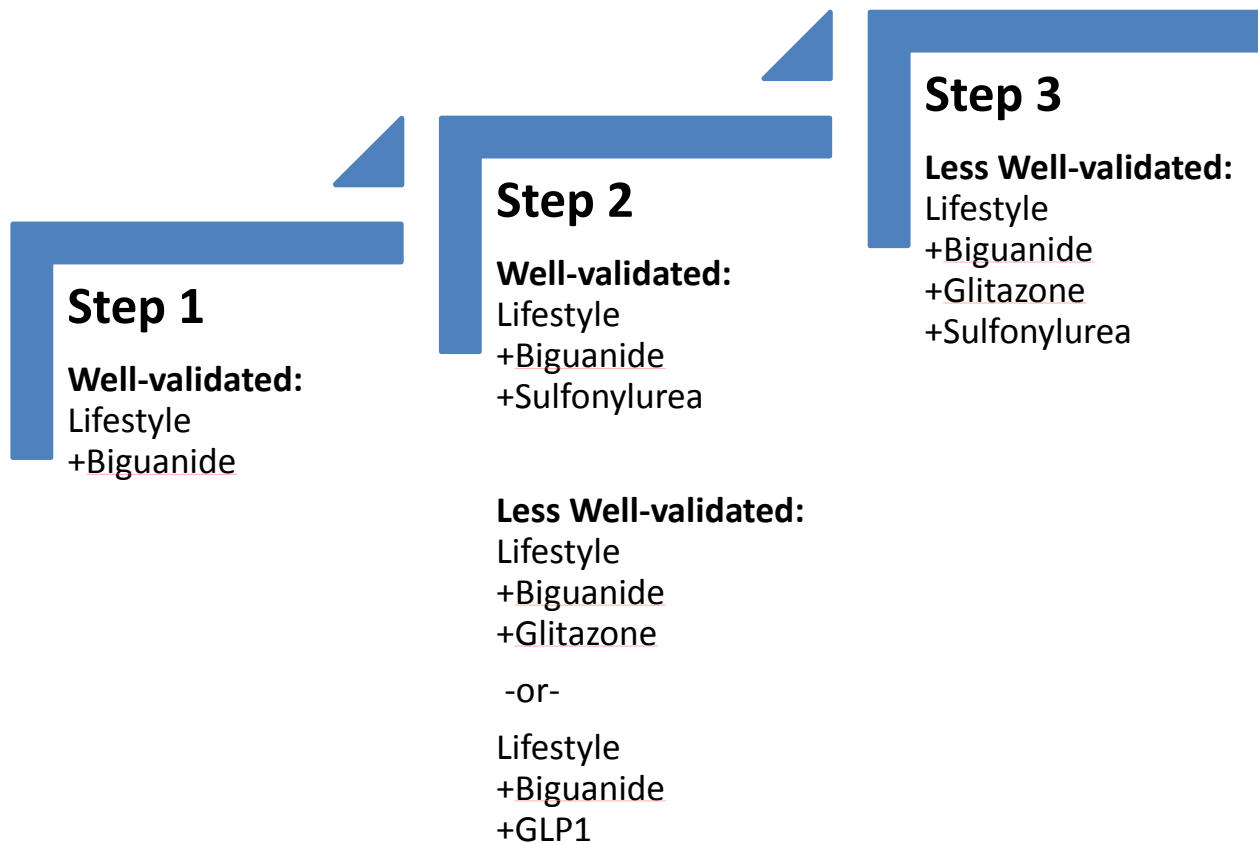 Step 1
Well-validated:
Lifestyle
+Biguanide
Step 2
Well-validated:
Lifestyle
+Biguanide
+Sulfonylurea
Less Well-validated:
Lifestyle
+Biguanide
+Glitazone
-or-
Lifestyle
+Biguanide
+GLP1
Step 3
Less Well-validated:
Lifestyle
+Biguanide
+Glitazone
+Sulfonylurea